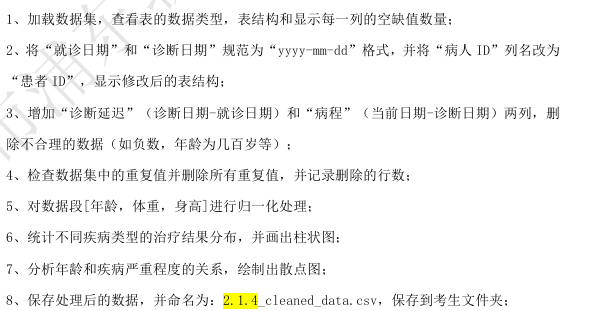 1、加载数据集，查看表的数据类型，表结构和显示每一列的空缺值数量；
2、将“就诊日期”和“诊断日期”规范为“yyyy-mm-dd”格式，并将“病人 ID”列名改为
“患者 ID”，显示修改后的表结构；
3、增加“诊断延迟”（诊断日期-就诊日期）和“病程”（当前日期-诊断日期）两列，删
除不合理的数据（如负数，年龄为几百岁等）；
4、检查数据集中的重复值并删除所有重复值，并记录删除的行数；
5、对数据段[年龄，体重，身高]进行归一化处理；
6、统计不同疾病类型的治疗结果分布，并画出柱状图；
7、分析年龄和疾病严重程度的关系，绘制出散点图；
8、保存处理后的数据，并命名为：2.1.4_cleaned_data.csv，保存到考生文件夹；